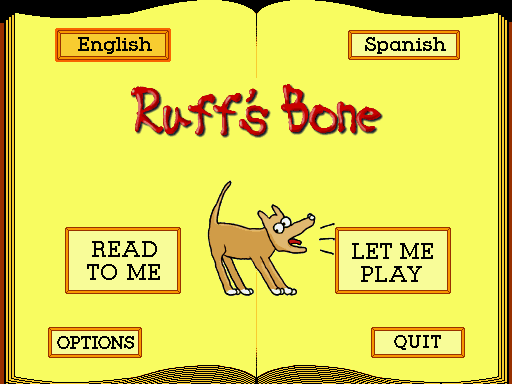 English
Spanish
Ruff's Bone
READ
TO ME
LET ME
PLAY
OPTIONS
QUIT